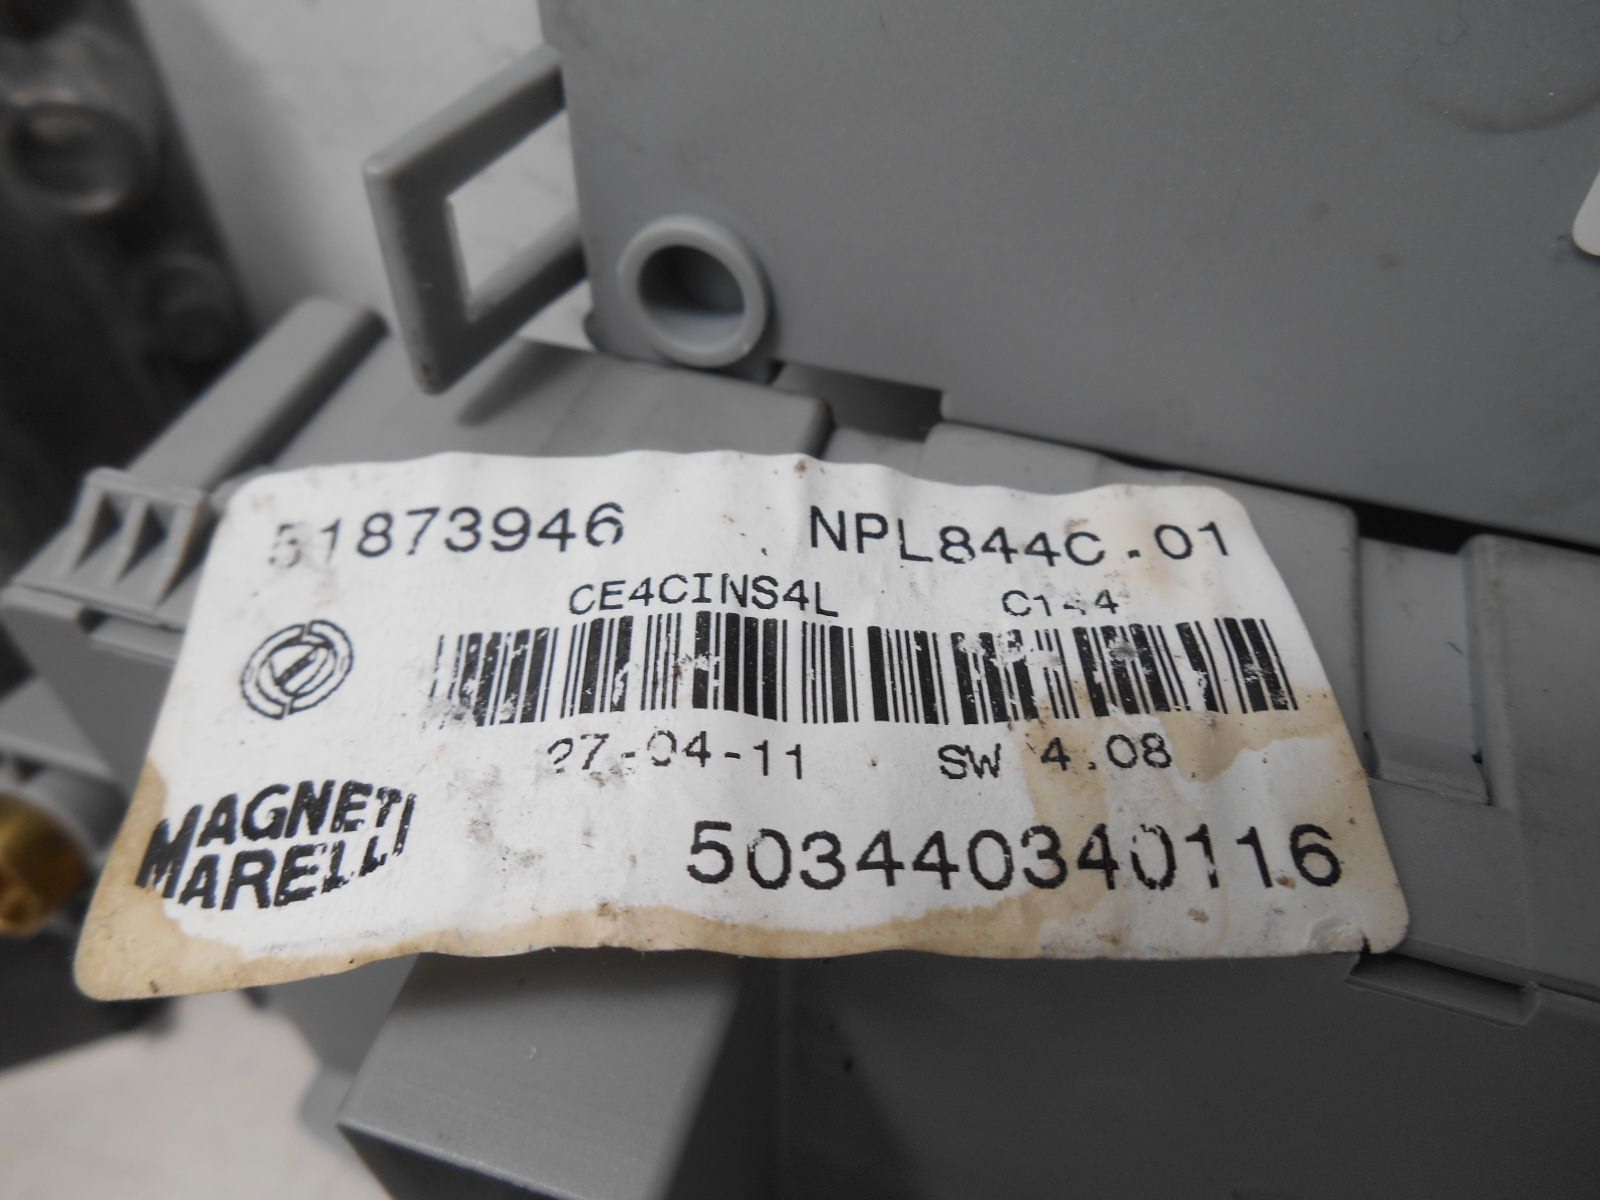 51873946 NPL844C.01
CE4CINS4L C144
27-04-11 SW 4.08
MAGNETI
MARELLI
503440340116